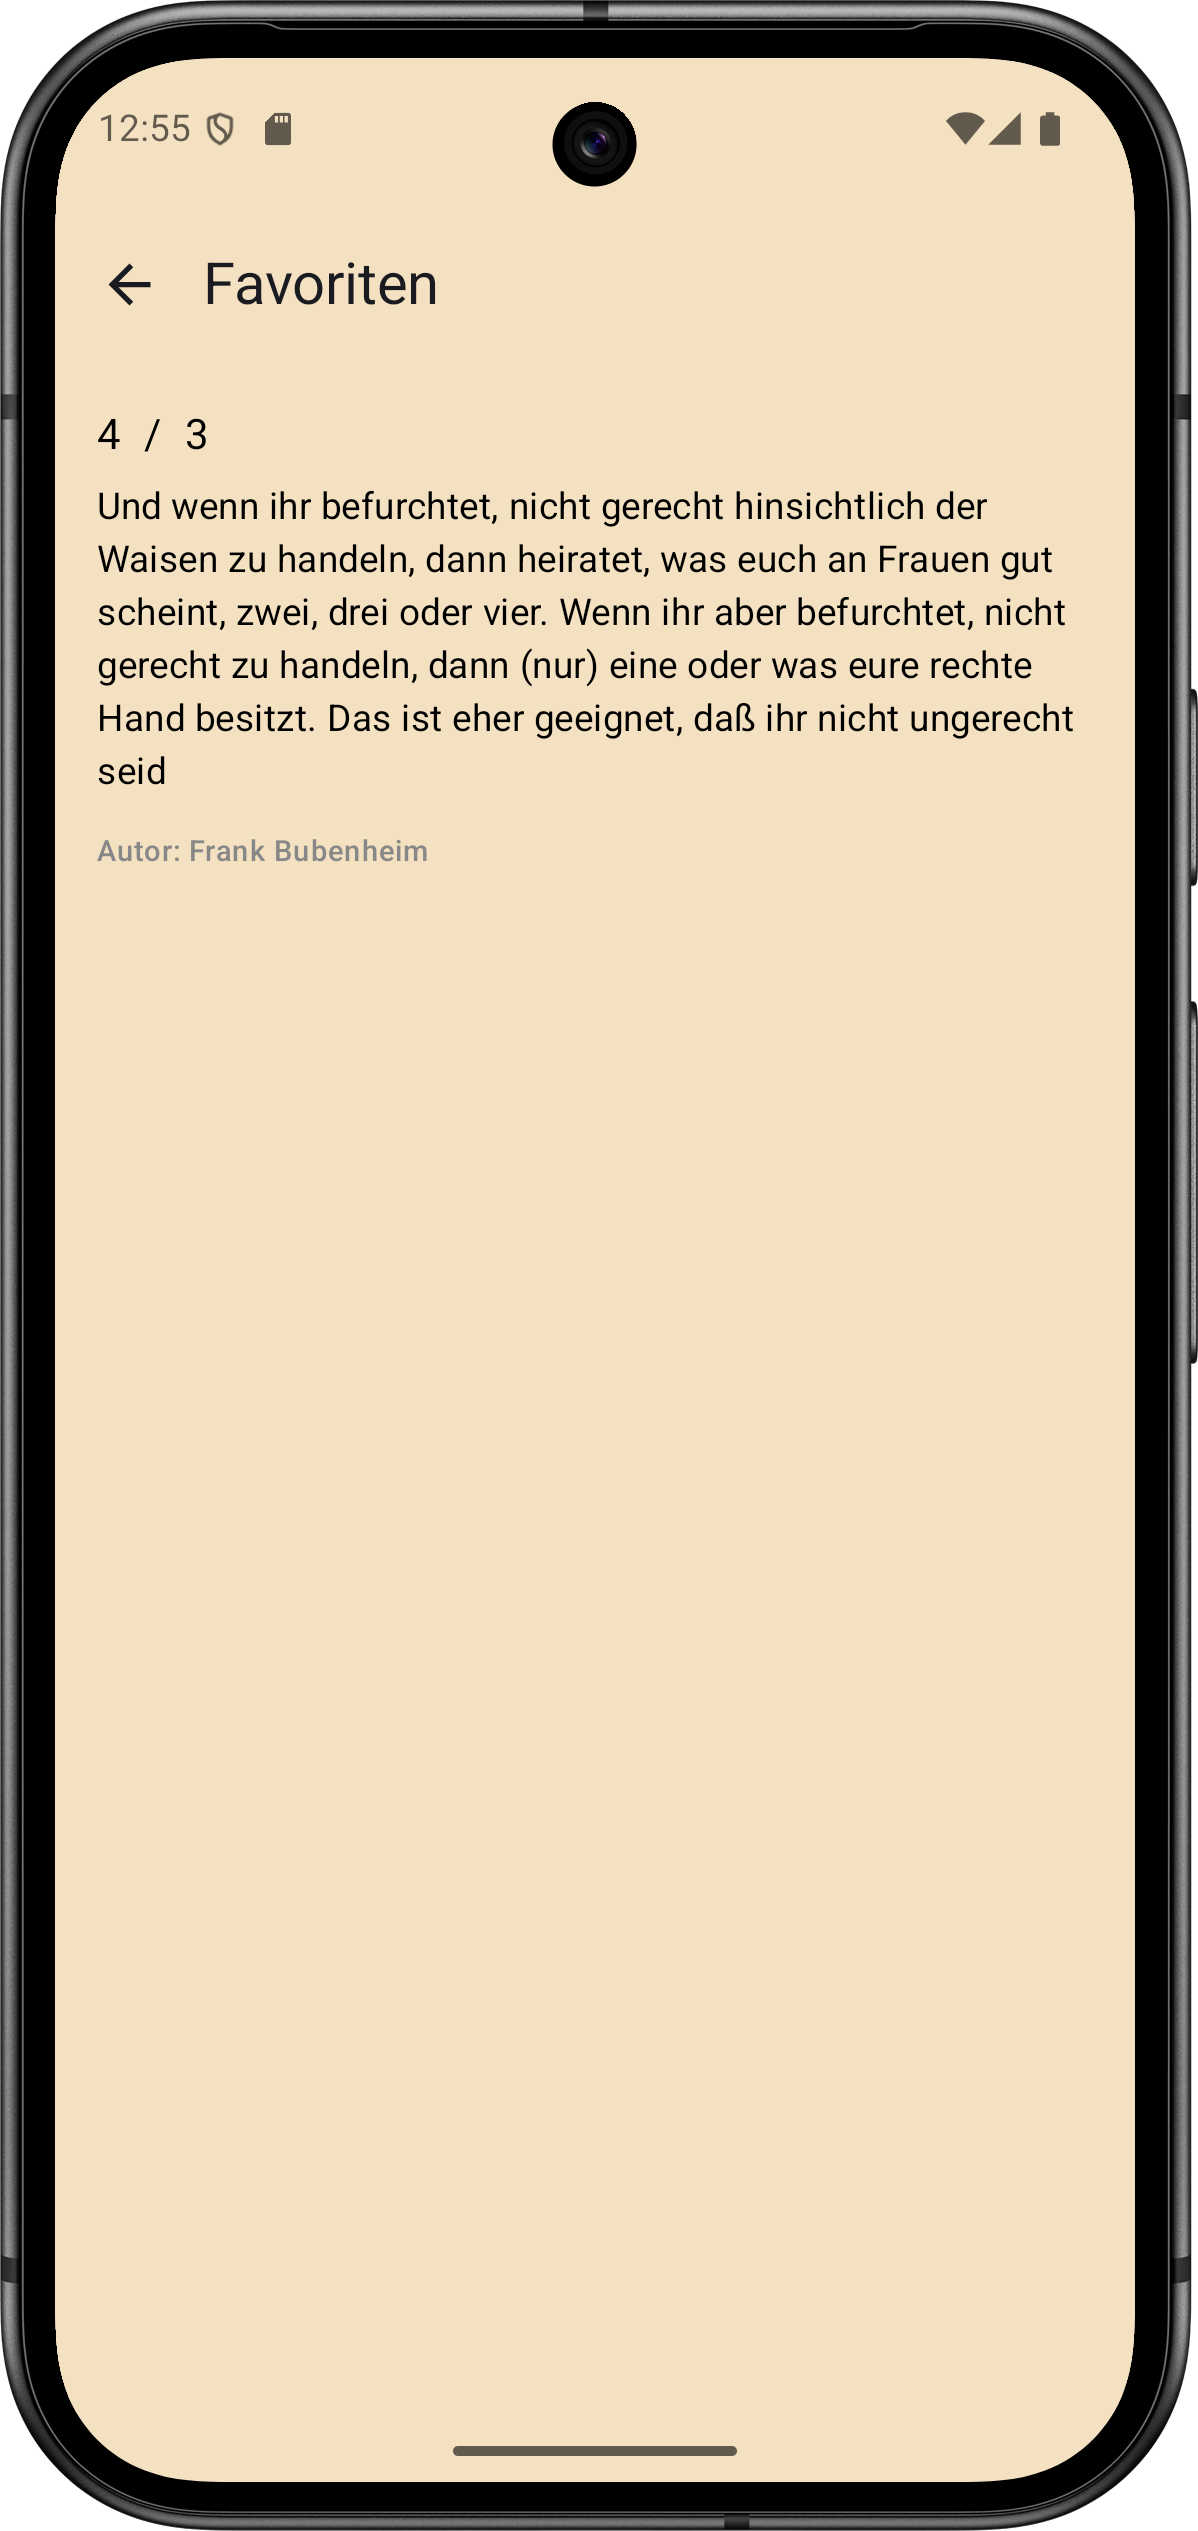 12:55
Favoriten
4 / 3
Und wenn ihr befurchtet, nicht gerecht hinsichtlich der
Waisen zu handeln, dann heiratet, was euch an Frauen gut
scheint, zwei, drei oder vier. Wenn ihr aber befurchtet, nicht
gerecht zu handeln, dann (nur) eine oder was eure rechte
Hand besitzt. Das ist eher geeignet, daß ihr nicht ungerecht
seid
Autor: Frank Bubenheim